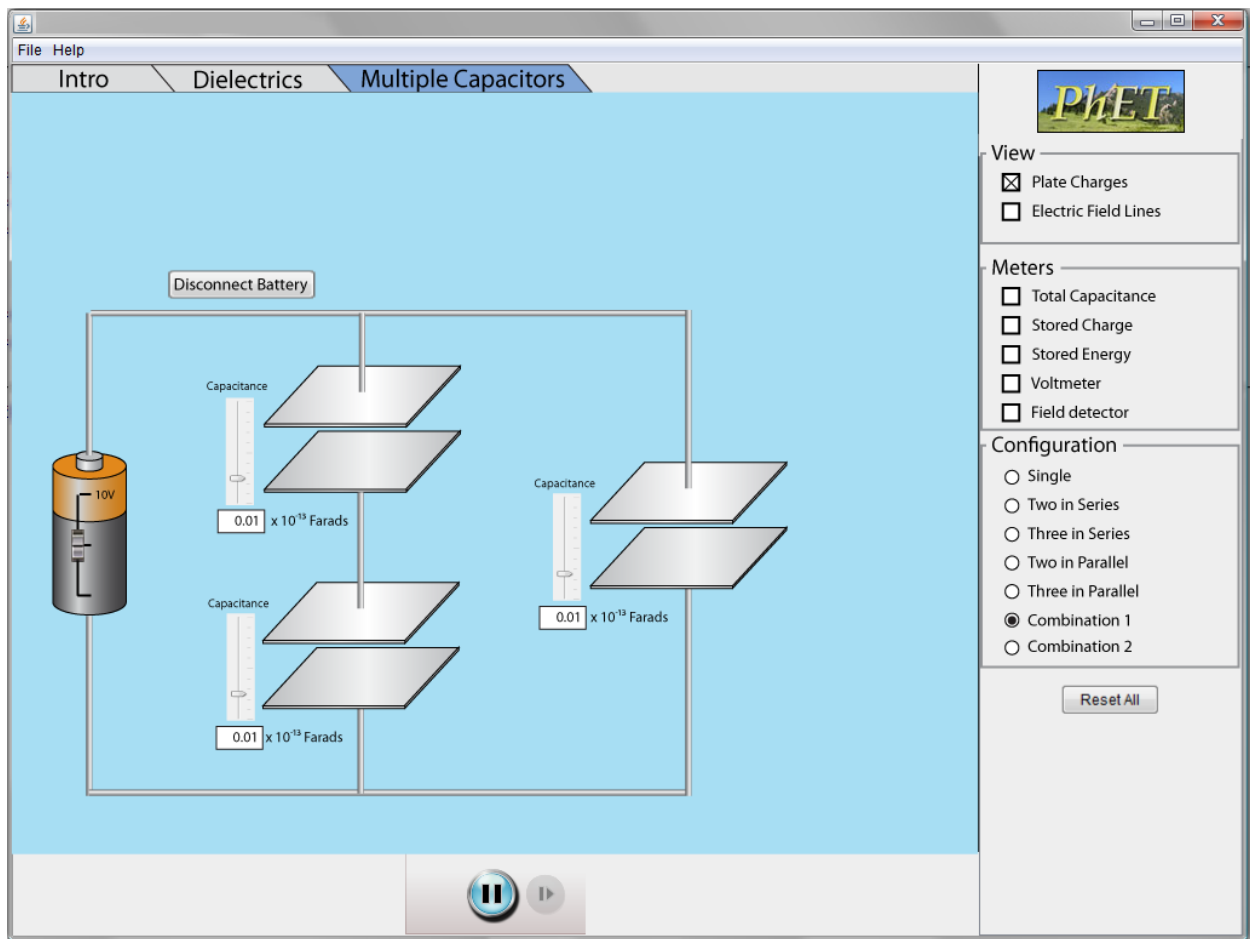 File Help
Intro Dielectrics Multiple Capacitors
PhET
View
Plate Charges
Electric Field Lines
Meters
Total Capacitance
Stored Charge
Stored Energy
Voltmeter
Field detector
Configuration
Single
Two in Series
Three in Series
Two in Parallel
Three in Parallel
Combination 1
Combination 2
Reset All
Disconnect Battery
10V
Capacitance
0.01 x 10⁻¹³ Farads
Capacitance
0.01 x 10⁻¹³ Farads
Capacitance
0.01 x 10⁻¹³ Farads